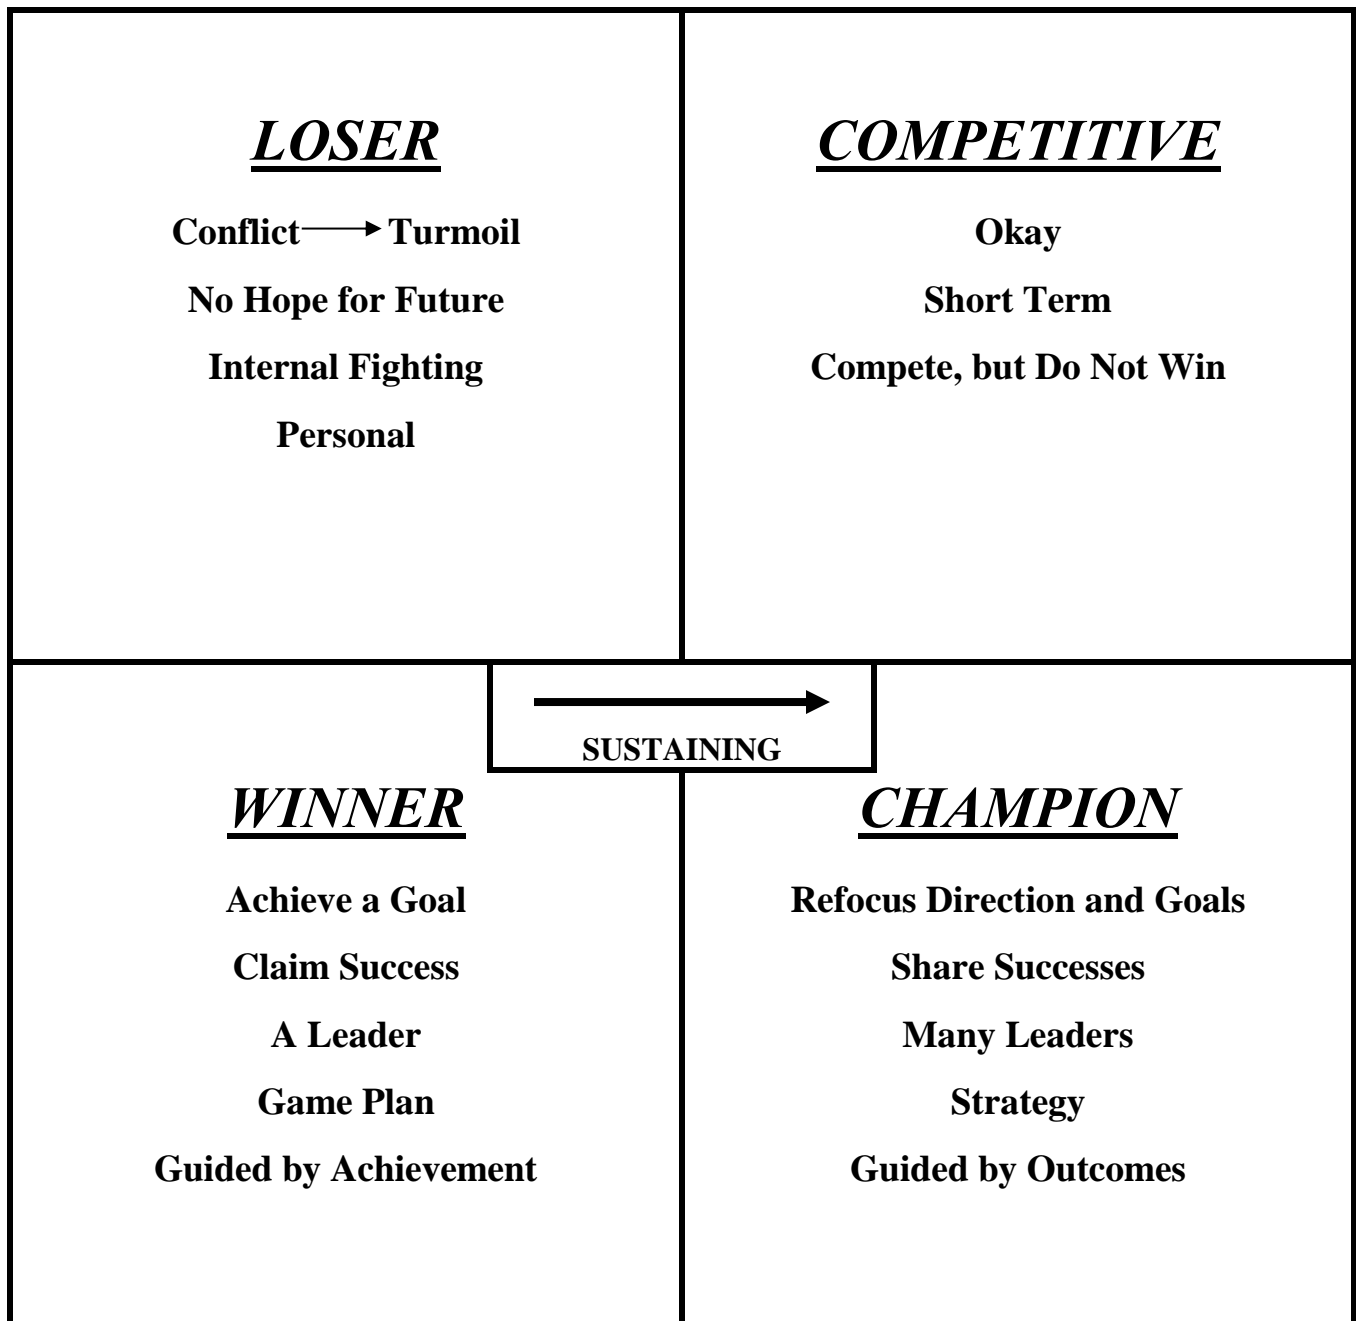 LOSER
Conflict → Turmoil
No Hope for Future
Internal Fighting
Personal
COMPETITIVE
Okay
Short Term
Compete, but Do Not Win
SUSTAINING
WINNER
Achieve a Goal
Claim Success
A Leader
Game Plan
Guided by Achievement
CHAMPION
Refocus Direction and Goals
Share Successes
Many Leaders
Strategy
Guided by Outcomes